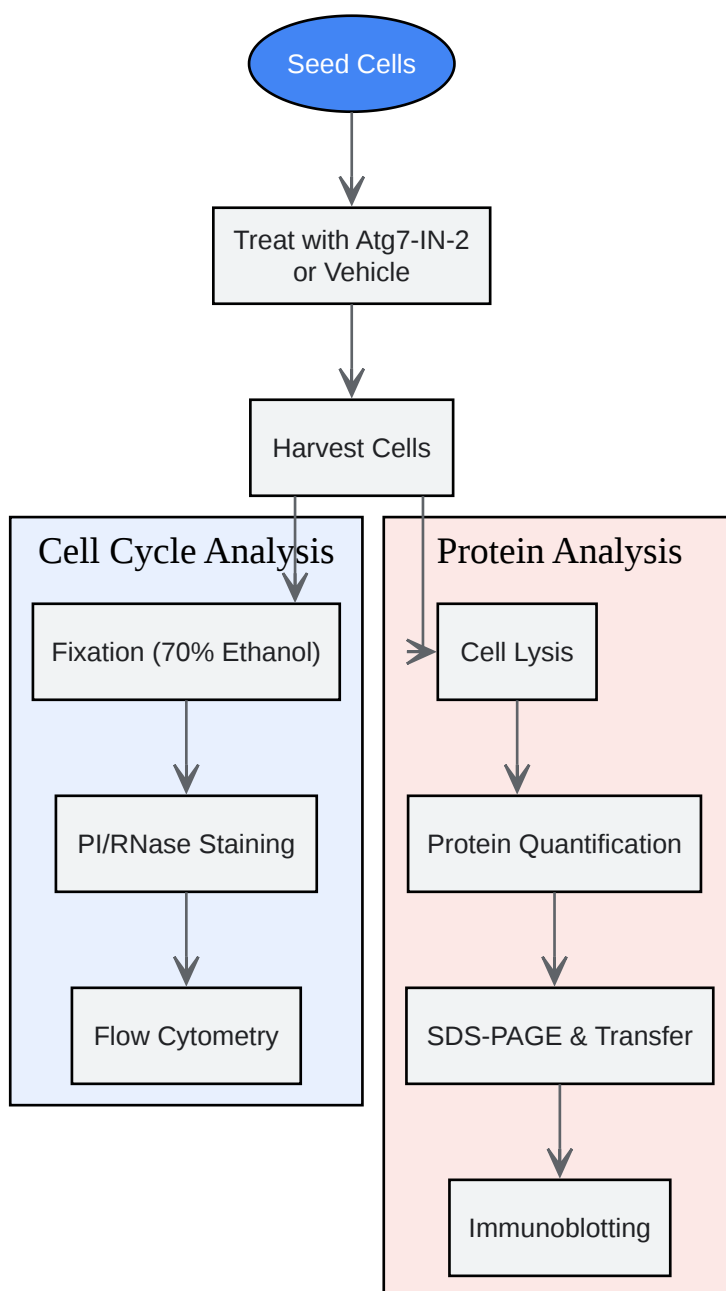 Seed Cells
Treat with Atg7-IN-2
or Vehicle
Harvest Cells
Cell Cycle Analysis
Fixation (70% Ethanol)
PI/RNase Staining
Flow Cytometry
Protein Analysis
Cell Lysis
Protein Quantification
SDS-PAGE & Transfer
Immunoblotting